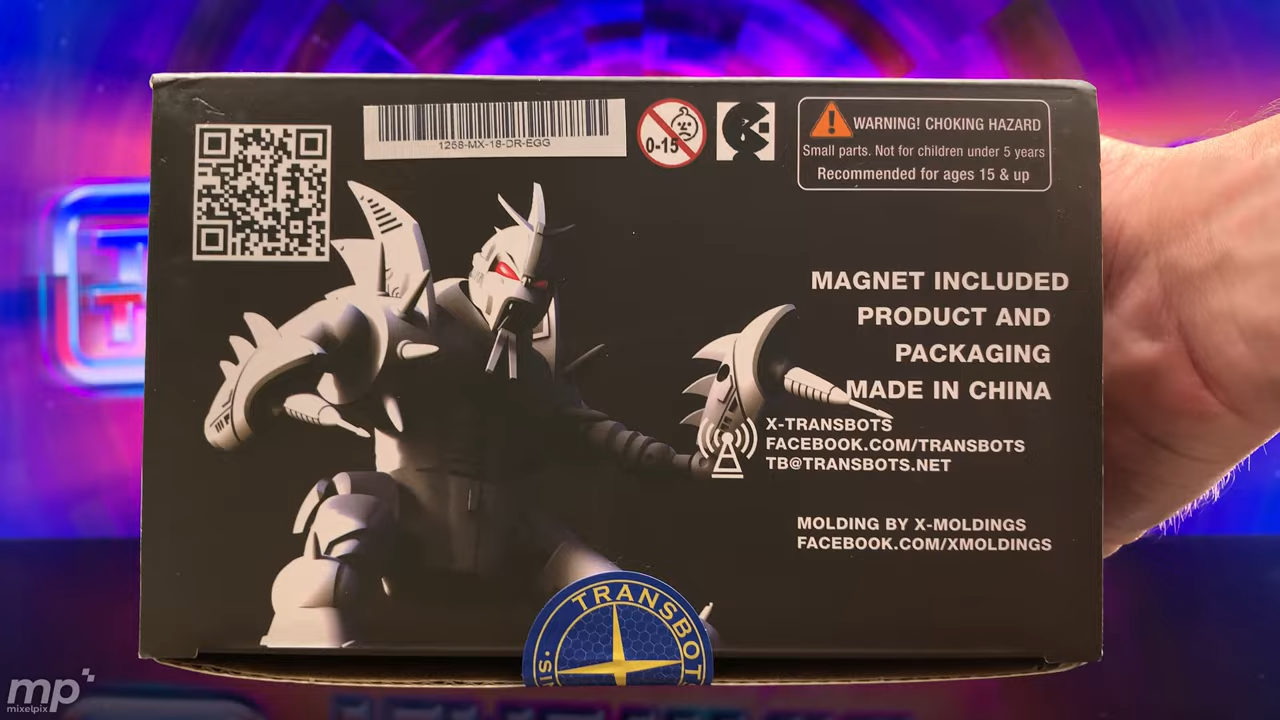 1258-MX-18-DR-EGG
0-15
WARNING! CHOKING HAZARD
Small parts. Not for children under 5 years
Recommended for ages 15 & up
MAGNET INCLUDED
PRODUCT AND
PACKAGING
MADE IN CHINA
X-TRANSBOTS
FACEBOOK.COM/TRANSBOTS
TB@TRANSBOTS.NET
MOLDING BY X-MOLDINGS
FACEBOOK.COM/XMOLDINGS
TRANSBOT
mp
mixelpix